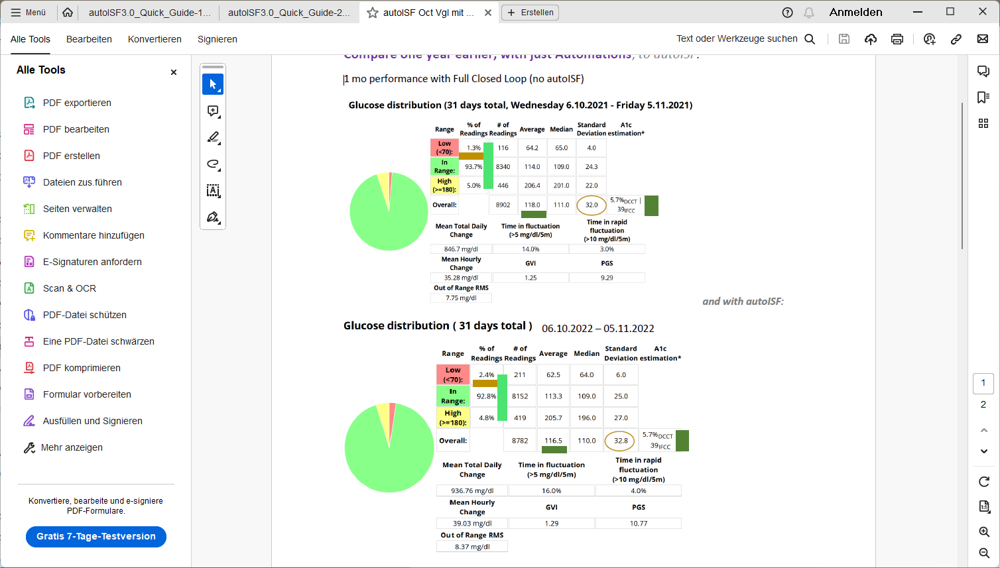 Menü
autoISF3.0_Quick_Guide-1...
autoISF3.0_Quick_Guide-2...
autoISF Oct Vgl mit ...
Erstellen
Anmelden
Alle Tools
Bearbeiten
Konvertieren
Signieren
Text oder Werkzeuge suchen
Alle Tools
PDF exportieren
PDF bearbeiten
PDF erstellen
Dateien zus.führen
Seiten verwalten
Kommentare hinzufügen
E-Signaturen anfordern
Scan & OCR
PDF-Datei schützen
Eine PDF-Datei schwärzen
PDF komprimieren
Formular vorbereiten
Ausfüllen und Signieren
Mehr anzeigen
Konvertiere, bearbeite und e-signiere
PDF-Formulare.
Gratis 7-Tage-Testversion
Compare one year earlier, with just Automations, to autoISF:
1 mo performance with Full Closed Loop (no autoISF)
Glucose distribution (31 days total, Wednesday 6.10.2021 - Friday 5.11.2021)
Range % of Readings # of Readings Average Median Standard Deviation A1c estimation*
Low (<70): 1.3% 116 64.2 65.0 4.0
In Range: 93.7% 8340 114.0 109.0 24.3
High (>=180): 5.0% 446 206.4 201.0 22.0
Overall: 8902 118.0 111.0 32.0 5.7%DCCT | 39IFCC
Mean Total Daily Change Time in fluctuation (>5 mg/dl/5m) Time in rapid fluctuation (>10 mg/dl/5m)
846.7 mg/dl 14.0% 3.0%
Mean Hourly Change GVI PGS
35.28 mg/dl 1.25 9.29
Out of Range RMS
7.75 mg/dl
and with autoISF:
Glucose distribution ( 31 days total ) 06.10.2022 – 05.11.2022
Range % of Readings # of Readings Average Median Standard Deviation A1c estimation*
Low (<70): 2.4% 211 62.5 64.0 6.0
In Range: 92.8% 8152 113.3 109.0 25.0
High (>=180): 4.8% 419 205.7 196.0 27.0
Overall: 8782 116.5 110.0 32.8 5.7%DCCT 39IFCC
Mean Total Daily Change Time in fluctuation (>5 mg/dl/5m) Time in rapid fluctuation (>10 mg/dl/5m)
936.76 mg/dl 16.0% 4.0%
Mean Hourly Change GVI PGS
39.03 mg/dl 1.29 10.77
Out of Range RMS
8.37 mg/dl
1
2
1:1